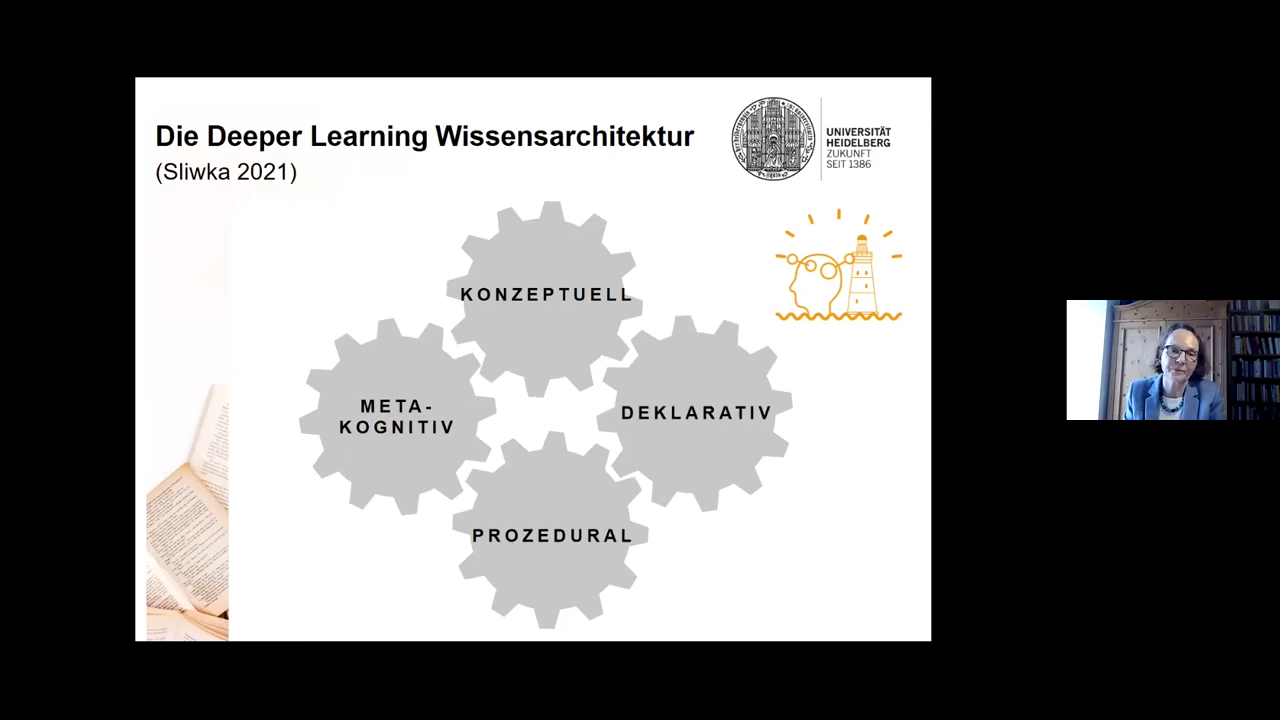 Die Deeper Learning Wissensarchitektur
(Sliwka 2021)
UNIVERSITÄT
HEIDELBERG
ZUKUNFT
SEIT 1386
KONZEPTUELL
META-
KOGNITIV
DEKLARATIV
PROZEDURAL